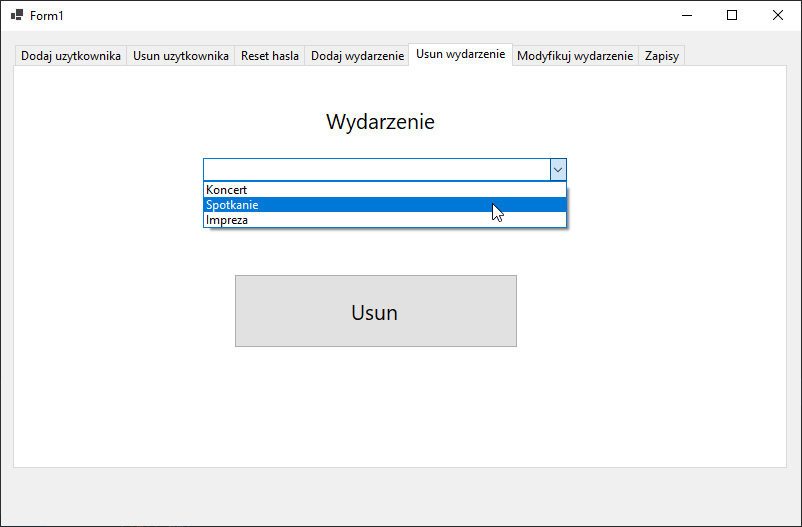 Form1
Dodaj uzytkownika Usun uzytkownika Reset hasla Dodaj wydarzenie Usun wydarzenie Modyfikuj wydarzenie Zapisy
Wydarzenie
Koncert
Spotkanie
Impreza
Usun